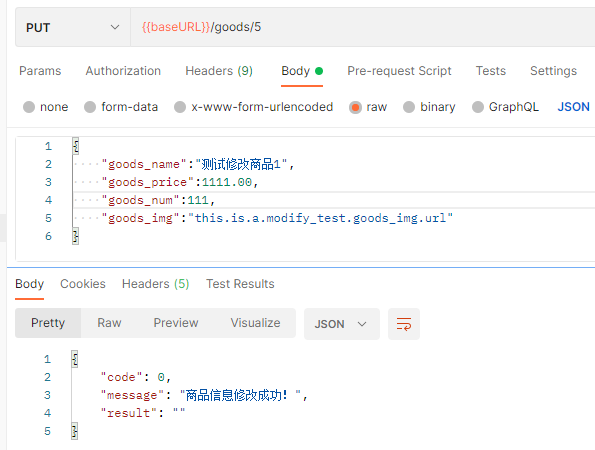 PUT {{baseURL}}/goods/5
Params Authorization Headers (9) Body Pre-request Script Tests Settings
none form-data x-www-form-urlencoded raw binary GraphQL JSON
1 {
2 ····"goods_name":"测试修改商品1",
3 ····"goods_price":1111.00,
4 ····"goods_num":111,
5 ····"goods_img":"this.is.a.modify_test.goods_img.url"
6 }
Body Cookies Headers (5) Test Results
Pretty Raw Preview Visualize JSON
1 {
2 "code": 0,
3 "message": "商品信息修改成功！",
4 "result": ""
5 }